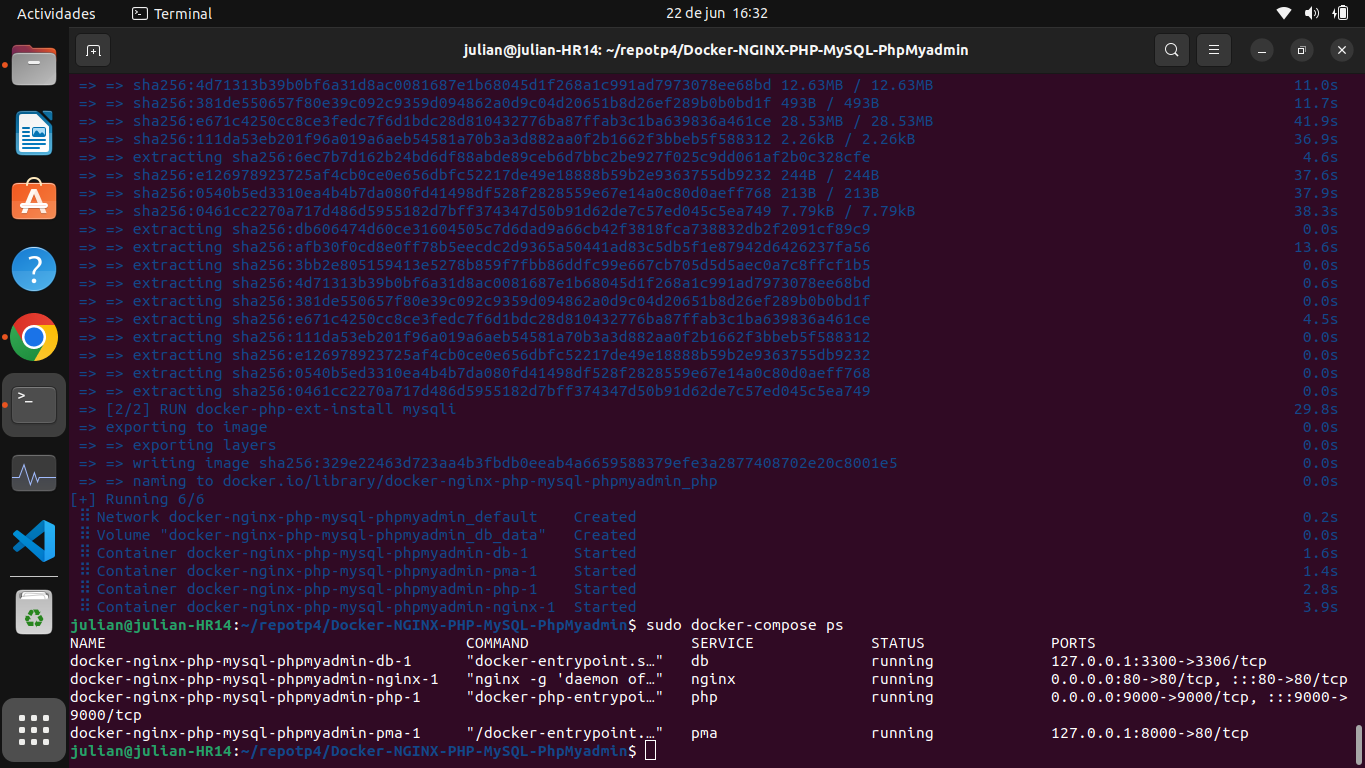 Actividades
Terminal
22 de jun 16:32
julian@julian-HR14: ~/repotp4/Docker-NGINX-PHP-MySQL-PhpMyadmin
=> => sha256:4d71313b39b0bf6a31d8ac0081687e1b68045d1f268a1c991ad7973078ee68bd 12.63MB / 12.63MB 11.0s
=> => sha256:381de550657f80e39c092c9359d094862a0d9c04d20651b8d26ef289b0b0bd1f 493B / 493B 11.7s
=> => sha256:e671c4250cc8ce3fedc7f6d1bdc28d810432776ba87ffab3c1ba639836a461ce 28.53MB / 28.53MB 41.9s
=> => sha256:111da53eb201f96a019a6aeb54581a70b3a3d882aa0f2b1662f3bbeb5f588312 2.26kB / 2.26kB 36.9s
=> => extracting sha256:6ec7b7d162b24bd6df88abde89ceb6d7bbc2be927f025c9dd061af2b0c328cfe 4.6s
=> => sha256:e126978923725af4cb0ce0e656dbfc52217de49e18888b59b2e9363755db9232 244B / 244B 37.6s
=> => sha256:0540b5ed3310ea4b4b7da080fd41498df528f2828559e67e14a0c80d0aeff768 213B / 213B 37.9s
=> => sha256:0461cc2270a717d486d5955182d7bff374347d50b91d62de7c57ed045c5ea749 7.79kB / 7.79kB 38.3s
=> => extracting sha256:db606474d60ce31604505c7d6dad9a66cb42f3818fca738832db2f2091cf89c9 0.0s
=> => extracting sha256:afb30f0cd8e0ff78b5eecdc2d9365a50441ad83c5db5f1e87942d6426237fa56 13.6s
=> => extracting sha256:3bb2e805159413e5278b859f7fbb86ddfc99e667cb705d5d5aec0a7c8ffcf1b5 0.0s
=> => extracting sha256:4d71313b39b0bf6a31d8ac0081687e1b68045d1f268a1c991ad7973078ee68bd 0.6s
=> => extracting sha256:381de550657f80e39c092c9359d094862a0d9c04d20651b8d26ef289b0b0bd1f 0.0s
=> => extracting sha256:e671c4250cc8ce3fedc7f6d1bdc28d810432776ba87ffab3c1ba639836a461ce 4.5s
=> => extracting sha256:111da53eb201f96a019a6aeb54581a70b3a3d882aa0f2b1662f3bbeb5f588312 0.0s
=> => extracting sha256:e126978923725af4cb0ce0e656dbfc52217de49e18888b59b2e9363755db9232 0.0s
=> => extracting sha256:0540b5ed3310ea4b4b7da080fd41498df528f2828559e67e14a0c80d0aeff768 0.0s
=> => extracting sha256:0461cc2270a717d486d5955182d7bff374347d50b91d62de7c57ed045c5ea749 0.0s
=> [2/2] RUN docker-php-ext-install mysqli 29.8s
=> exporting to image 0.0s
=> => exporting layers 0.0s
=> => writing image sha256:329e22463d723aa4b3fbdb0eeab4a6659588379efe3a2877408702e20c8001e5 0.0s
=> => naming to docker.io/library/docker-nginx-php-mysql-phpmyadmin_php 0.0s
[+] Running 6/6
⠿ Network docker-nginx-php-mysql-phpmyadmin_default Created 0.2s
⠿ Volume "docker-nginx-php-mysql-phpmyadmin_db_data" Created 0.0s
⠿ Container docker-nginx-php-mysql-phpmyadmin-db-1 Started 1.6s
⠿ Container docker-nginx-php-mysql-phpmyadmin-pma-1 Started 1.4s
⠿ Container docker-nginx-php-mysql-phpmyadmin-php-1 Started 2.8s
⠿ Container docker-nginx-php-mysql-phpmyadmin-nginx-1 Started 3.9s
julian@julian-HR14:~/repotp4/Docker-NGINX-PHP-MySQL-PhpMyadmin$ sudo docker-compose ps
NAME COMMAND SERVICE STATUS PORTS
docker-nginx-php-mysql-phpmyadmin-db-1 "docker-entrypoint.s…" db running 127.0.0.1:3300->3306/tcp
docker-nginx-php-mysql-phpmyadmin-nginx-1 "nginx -g 'daemon of…" nginx running 0.0.0.0:80->80/tcp, :::80->80/tcp
docker-nginx-php-mysql-phpmyadmin-php-1 "docker-php-entrypoi…" php running 0.0.0.0:9000->9000/tcp, :::9000->
9000/tcp
docker-nginx-php-mysql-phpmyadmin-pma-1 "/docker-entrypoint.…" pma running 127.0.0.1:8000->80/tcp
julian@julian-HR14:~/repotp4/Docker-NGINX-PHP-MySQL-PhpMyadmin$